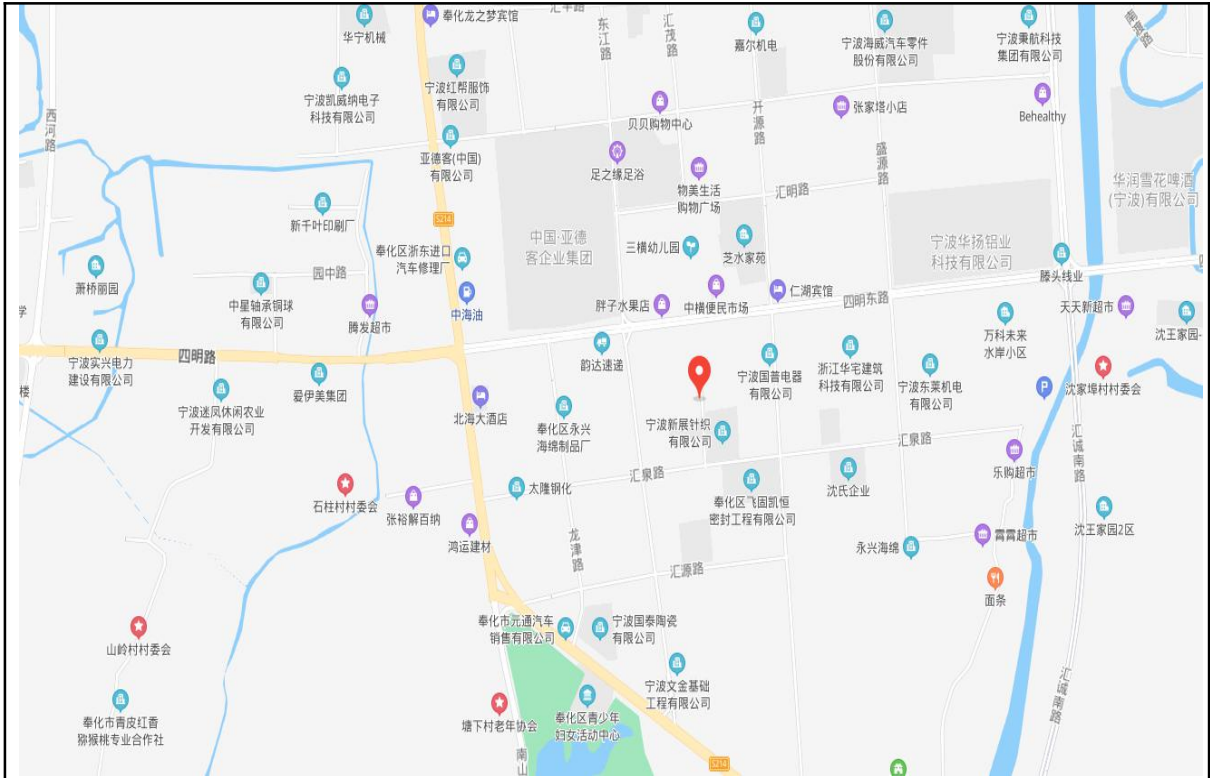 奉化龙之梦宾馆
华宁机械
东江路
汇茂路
嘉尔机电
宁波海威汽车零件
股份有限公司
宁波秉航科技
集团有限公司
西河路
宁波凯威纳电子
科技有限公司
宁波红帮服饰
有限公司
贝贝购物中心
开源路
张家塔小店
Behealthy
亚德客(中国)
有限公司
足之缘足浴
物美生活
购物广场
汇明路
盛源路
华润雪花啤酒
(宁波)有限公司
新千叶印刷厂
S214
中国·亚德
客企业集团
三横幼儿园
芝水家苑
宁波华扬铝业
科技有限公司
滕头线业
奉化区浙东进口
汽车修理厂
园中路
萧桥丽园
中星轴承钢球
有限公司
腾发超市
中海油
胖子水果店
中横便民市场
仁湖宾馆
四明东路
天天新超市
沈王家园-
学
万科未来
水岸小区
宁波实兴电力
建设有限公司
四明路
韵达速递
宁波国普电器
有限公司
浙江华宅建筑
科技有限公司
宁波东莱机电
有限公司
P
沈家埠村村委会
楼
宁波迷凤休闲农业
开发有限公司
爱伊美集团
北海大酒店
奉化区永兴
海绵制品厂
宁波新展针织
有限公司
汇泉路
汇诚南路
汇泉路
乐购超市
石柱村村委会
张裕解百纳
太隆钢化
奉化区飞固凯恒
密封工程有限公司
沈氏企业
沈王家园2区
鸿运建材
龙津路
永兴海绵
霄霄超市
汇源路
面条
山岭村村委会
奉化市元通汽车
销售有限公司
宁波国泰陶瓷
有限公司
宁波文金基础
工程有限公司
汇诚南路
奉化市青皮红香
猕猴桃专业合作社
塘下村老年协会
奉化区青少年
妇女活动中心
南山
S214